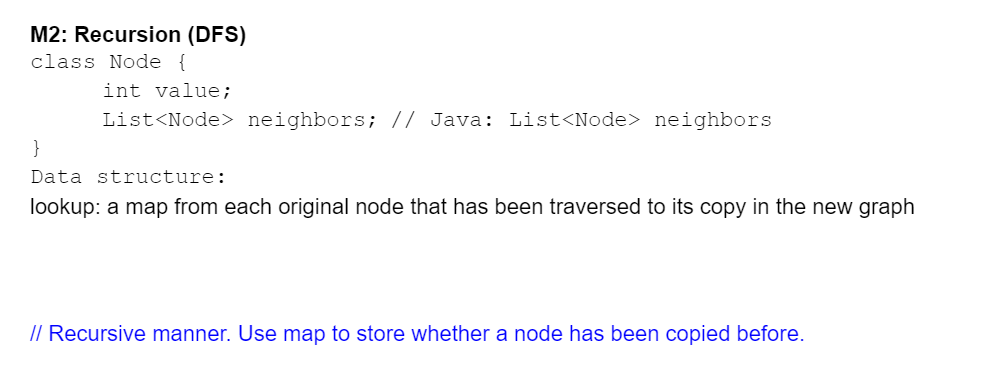 M2: Recursion (DFS)
class Node {
int value;
List<Node> neighbors; // Java: List<Node> neighbors
}
Data structure:
lookup: a map from each original node that has been traversed to its copy in the new graph
// Recursive manner. Use map to store whether a node has been copied before.